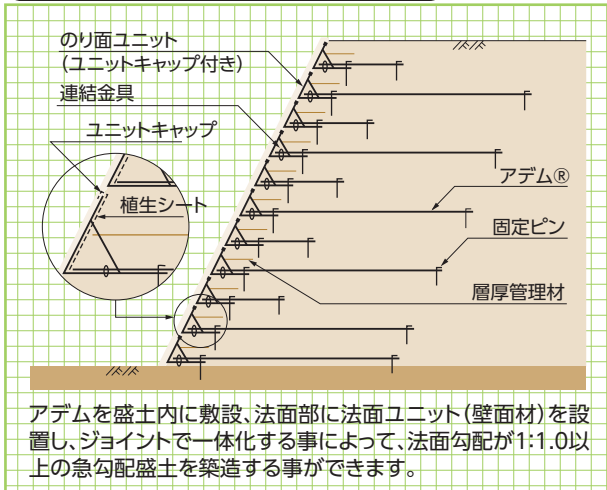 のり面ユニット
(ユニットキャップ付き)
連結金具
ユニットキャップ
植生シート
アデム®
固定ピン
層厚管理材
アデムを盛土内に敷設、法面部に法面ユニット(壁面材)を設
置し、ジョイントで一体化する事によって、法面勾配が1:1.0以
上の急勾配盛土を築造する事ができます。